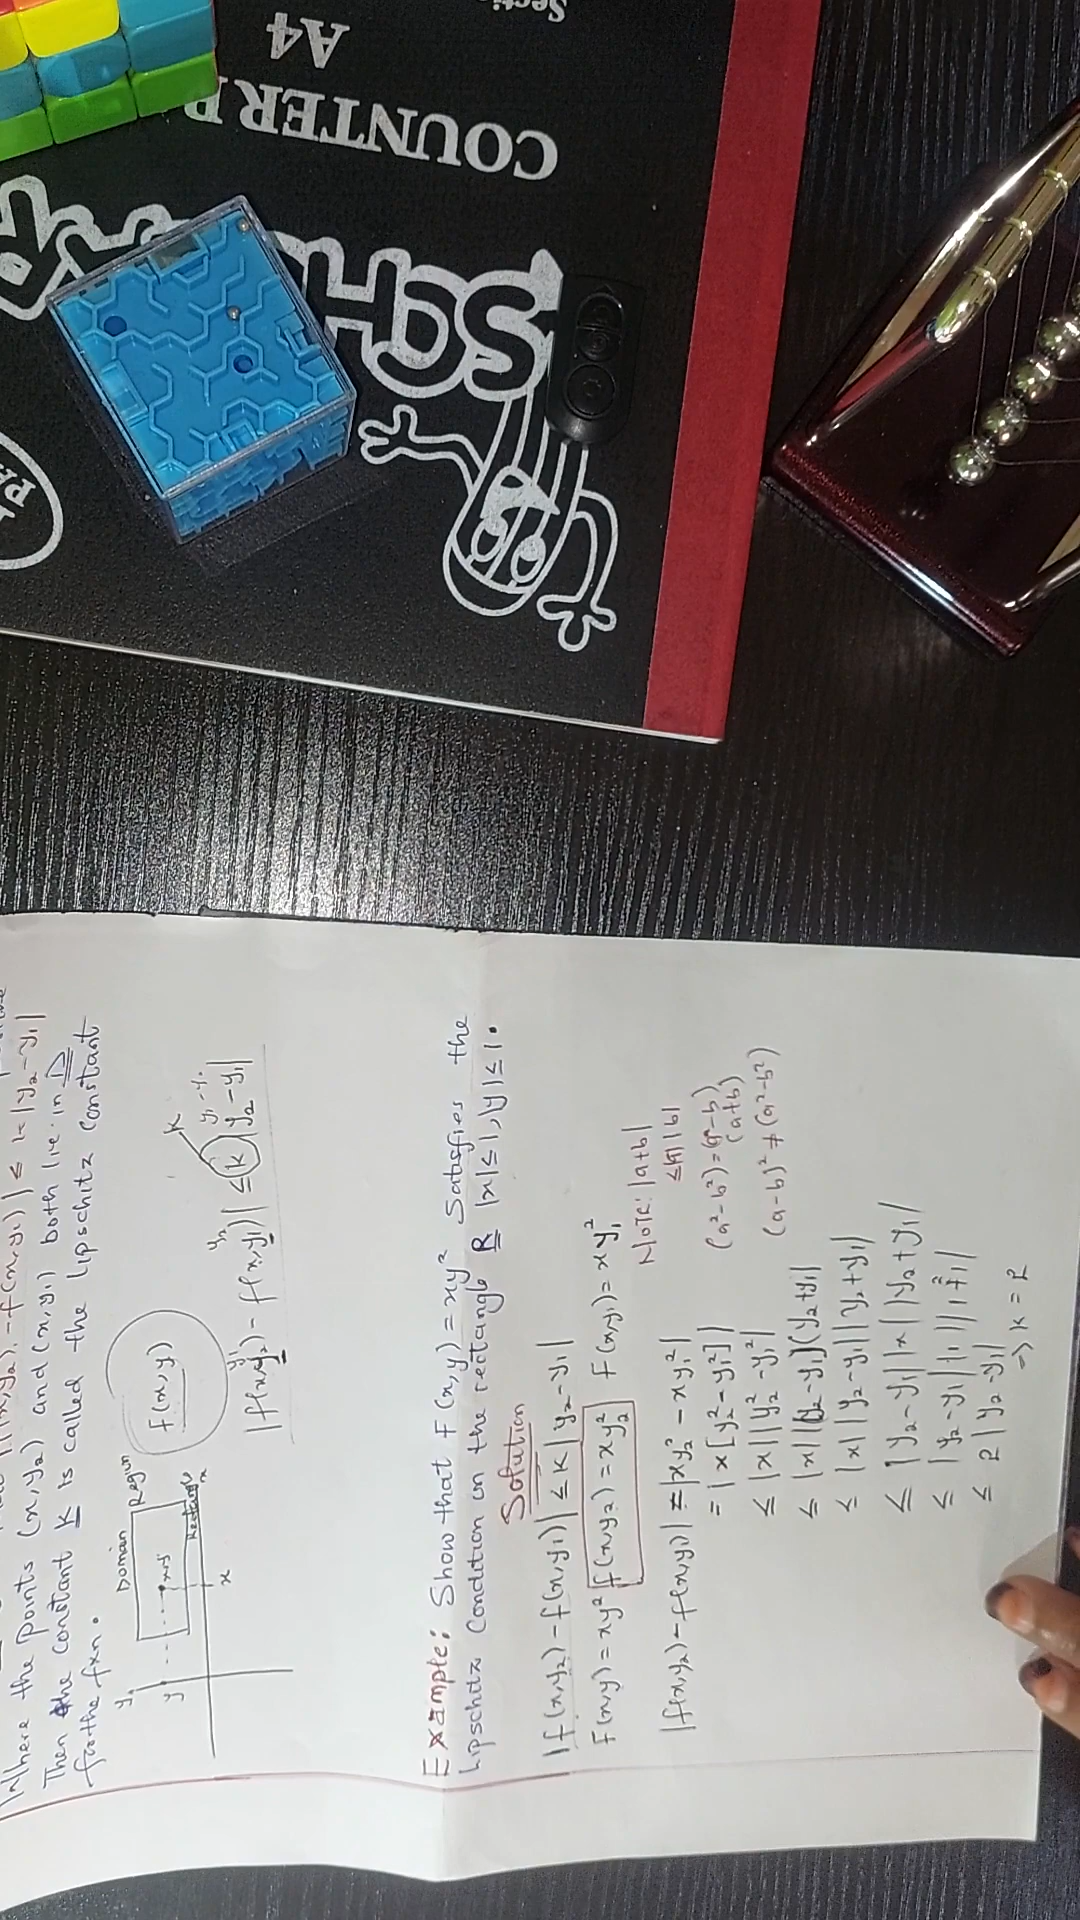 Where the points (x, y₂) and (x, y₁) both lie in D
Then the constant K is called the Lipschitz Constant
for the fxn.
Domain
Region
Rectangle
y
x
x
f(x, y)
|f(x, y₂) - f(x, y₁)| ≤ K |y₂ - y₁|
K
Example: Show that F(x, y) = xy² Satisfies the
Lipschitz Condition on the rectangle R |x| ≤ 1, |y| ≤ 1.
Solution
|f(x, y₂) - f(x, y₁)| ≤ K |y₂ - y₁|
F(x, y) = xy² f(x, y₂) = xy₂² F(x, y₁) = xy₁²
Note: |a+b|
|f(x, y₂) - f(x, y₁)| = |xy₂² - xy₁²|
= |x[y₂² - y₁²]|
(a² - b²) = (a - b)
(a + b)
≤ |x| |y₂² - y₁²|
(a - b)² ≠ (a² - b²)
≤ |x| |(y₂ - y₁)(y₂ + y₁)|
≤ |x| |y₂ - y₁| |y₂ + y₁|
≤ |y₂ - y₁| |x| |y₂ + y₁|
≤ |y₂ - y₁| |1| |1 + 1|
≤ 2 |y₂ - y₁|
⇒ K = 2
A4
COUNTER